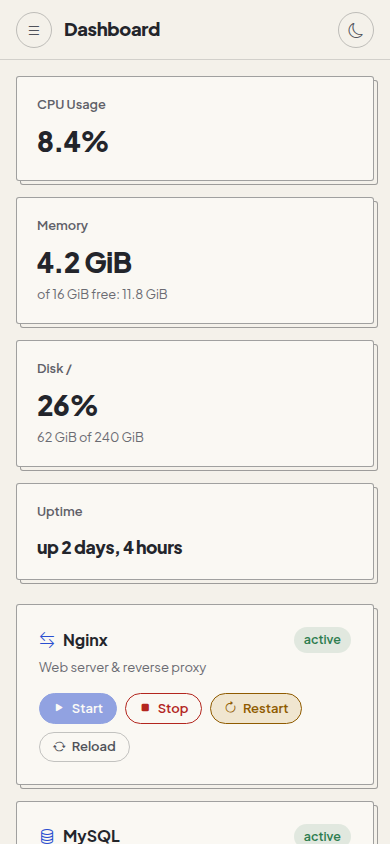 Dashboard
CPU Usage
8.4%
Memory
4.2 GiB
of 16 GiB free: 11.8 GiB
Disk /
26%
62 GiB of 240 GiB
Uptime
up 2 days, 4 hours
Nginx active
Web server & reverse proxy
Start Stop Restart
Reload
MySQL active